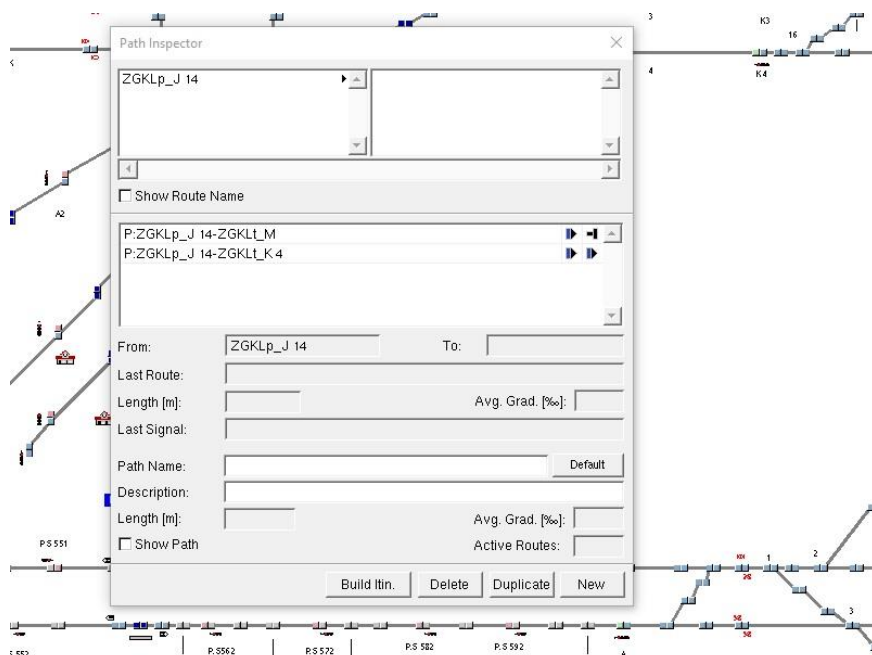 Path Inspector
ZGKLp_J 14
Show Route Name
P:ZGKLp_J 14-ZGKLt_M
P:ZGKLp_J 14-ZGKLt_K 4
From:
ZGKLp_J 14
To:
Last Route:
Length [m]:
Avg. Grad. [‰]:
Last Signal:
Path Name:
Default
Description:
Length [m]:
Avg. Grad. [‰]:
Show Path
Active Routes:
Build Itin.
Delete
Duplicate
New
3
K3
16
4
K4
A2
PS 551
1
2
3
P.S562
P.S 572
P.S 582
P.S 592